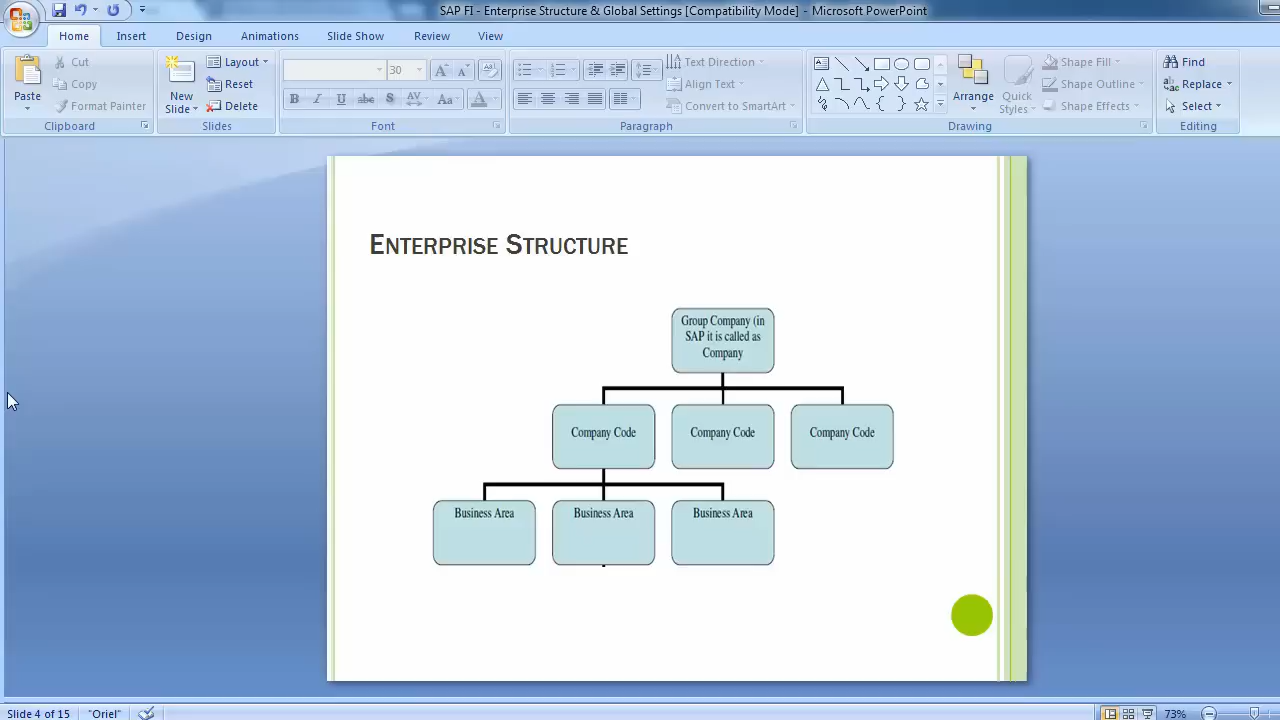 SAP FI - Enterprise Structure & Global Settings [Compatibility Mode] - Microsoft PowerPoint
Home Insert Design Animations Slide Show Review View
Paste
Cut
Copy
Format Painter
Clipboard
New Slide
Layout
Reset
Delete
Slides
30
B I U abc S AV Aa A
Font
Text Direction
Align Text
Convert to SmartArt
Paragraph
Arrange
Quick Styles
Shape Fill
Shape Outline
Shape Effects
Drawing
Find
Replace
Select
Editing
ENTERPRISE STRUCTURE
Group Company (in
SAP it is called as
Company
Company Code Company Code Company Code
Business Area Business Area Business Area
Slide 4 of 15 "Oriel" 73%